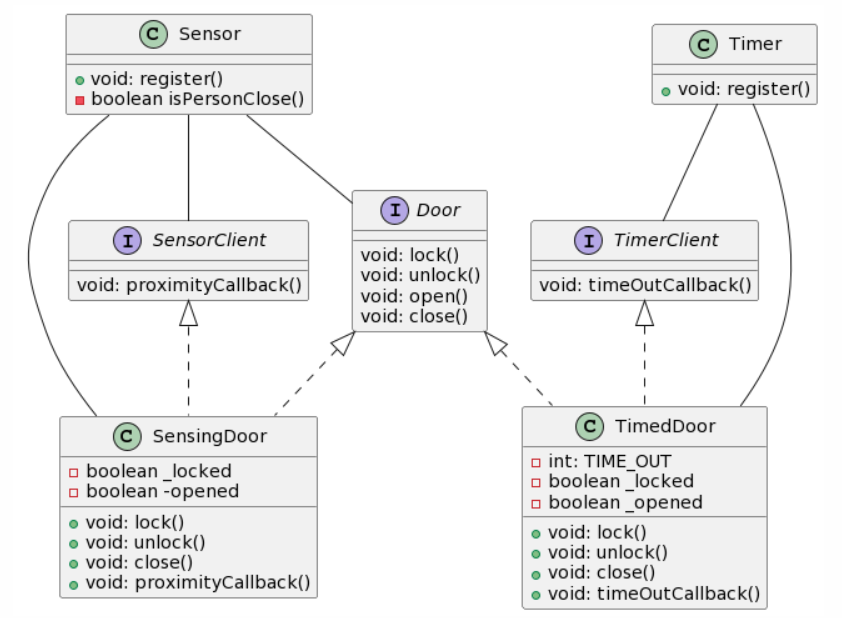 C Sensor
void: register()
boolean isPersonClose()
C Timer
void: register()
I SensorClient
void: proximityCallback()
I Door
void: lock()
void: unlock()
void: open()
void: close()
I TimerClient
void: timeOutCallback()
C SensingDoor
boolean _locked
boolean -opened
void: lock()
void: unlock()
void: close()
void: proximityCallback()
C TimedDoor
int: TIME_OUT
boolean _locked
boolean _opened
void: lock()
void: unlock()
void: close()
void: timeOutCallback()